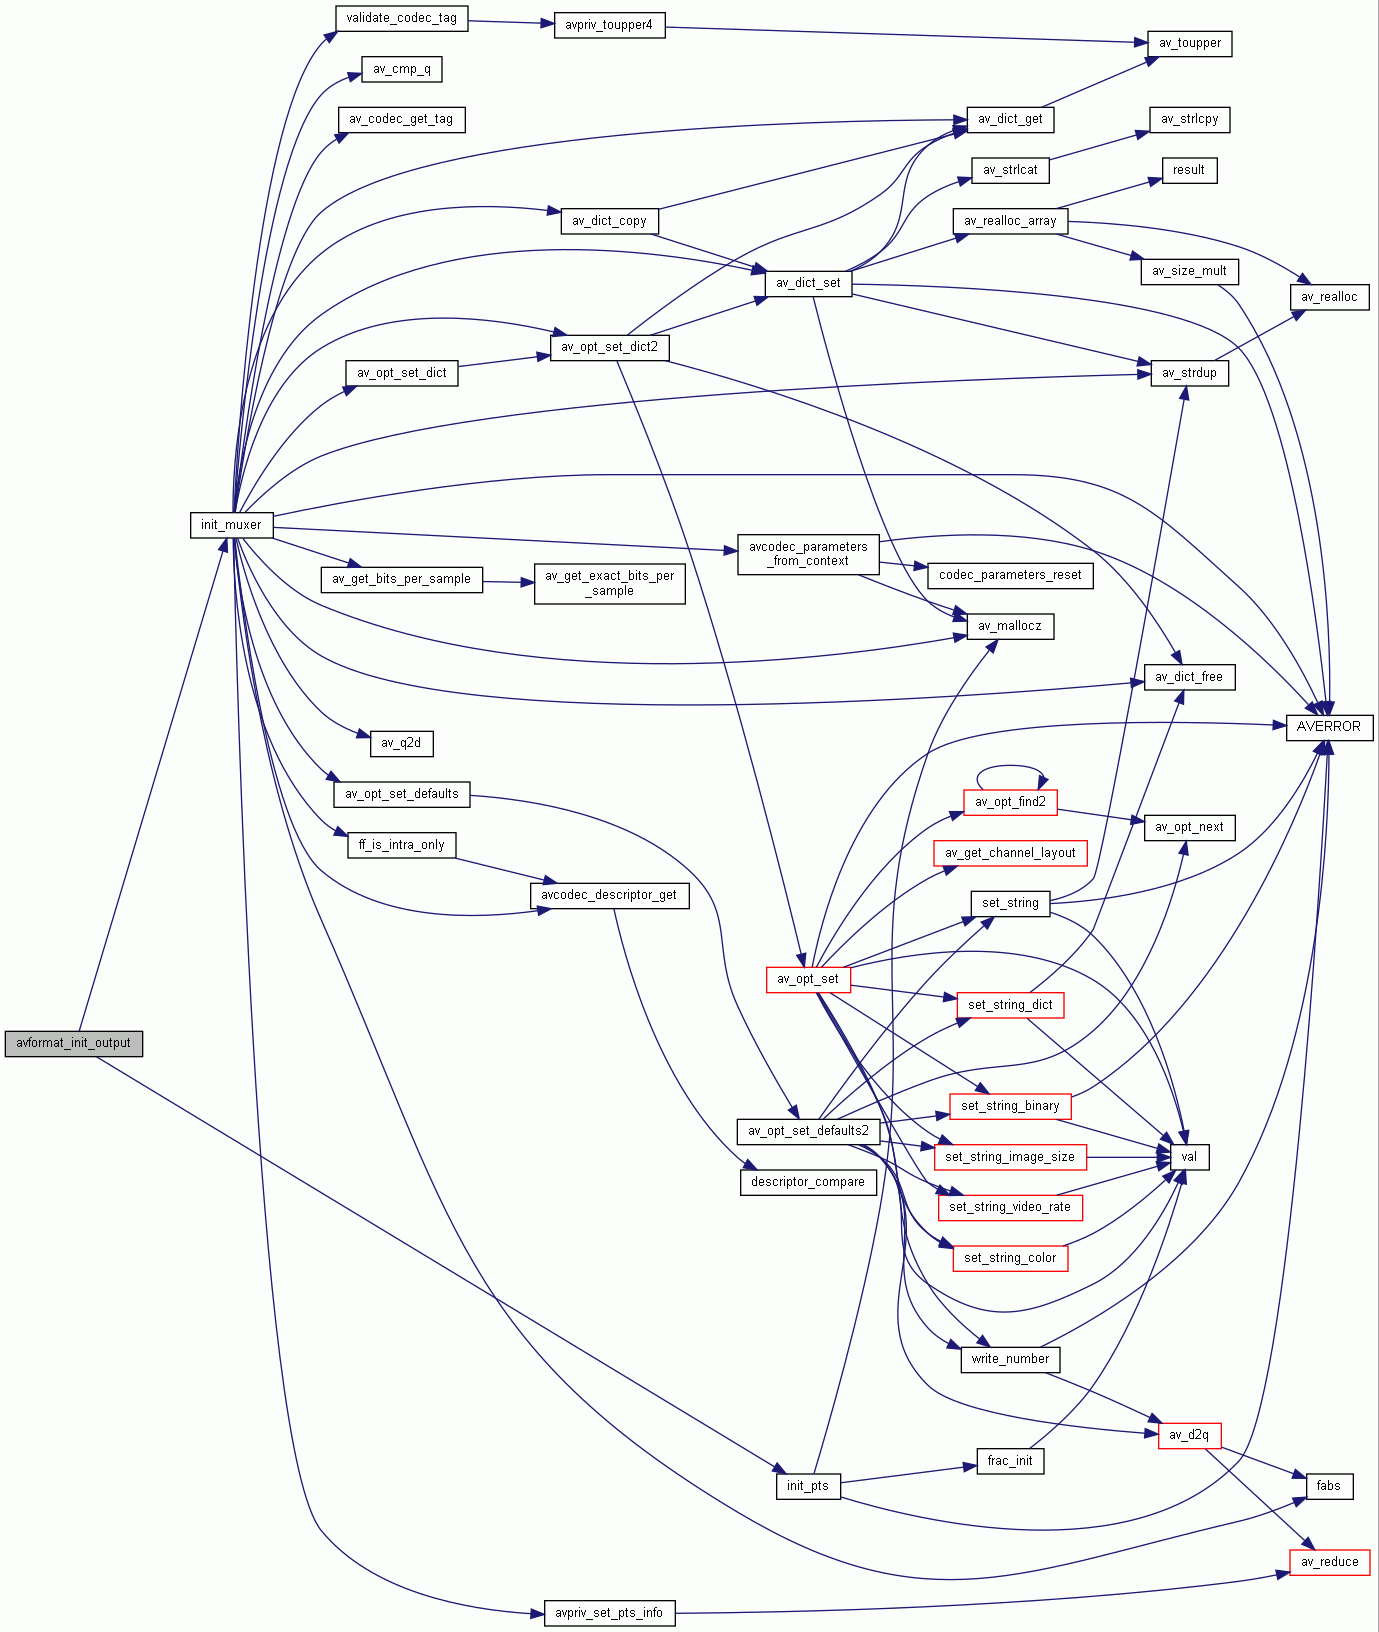 validate_codec_tag
avpriv_toupper4
av_toupper
av_cmp_q
av_codec_get_tag
av_dict_get
av_strlcpy
av_strlcat
result
av_dict_copy
av_realloc_array
av_size_mult
av_dict_set
av_realloc
av_opt_set_dict2
av_opt_set_dict
av_strdup
init_muxer
avcodec_parameters
_from_context
av_get_bits_per_sample
av_get_exact_bits_per
_sample
codec_parameters_reset
av_mallocz
av_dict_free
AVERROR
av_q2d
av_opt_set_defaults
av_opt_find2
av_opt_next
ff_is_intra_only
av_get_channel_layout
avcodec_descriptor_get
set_string
av_opt_set
set_string_dict
avformat_init_output
set_string_binary
av_opt_set_defaults2
set_string_image_size
val
descriptor_compare
set_string_video_rate
set_string_color
write_number
av_d2q
frac_init
init_pts
fabs
av_reduce
avpriv_set_pts_info